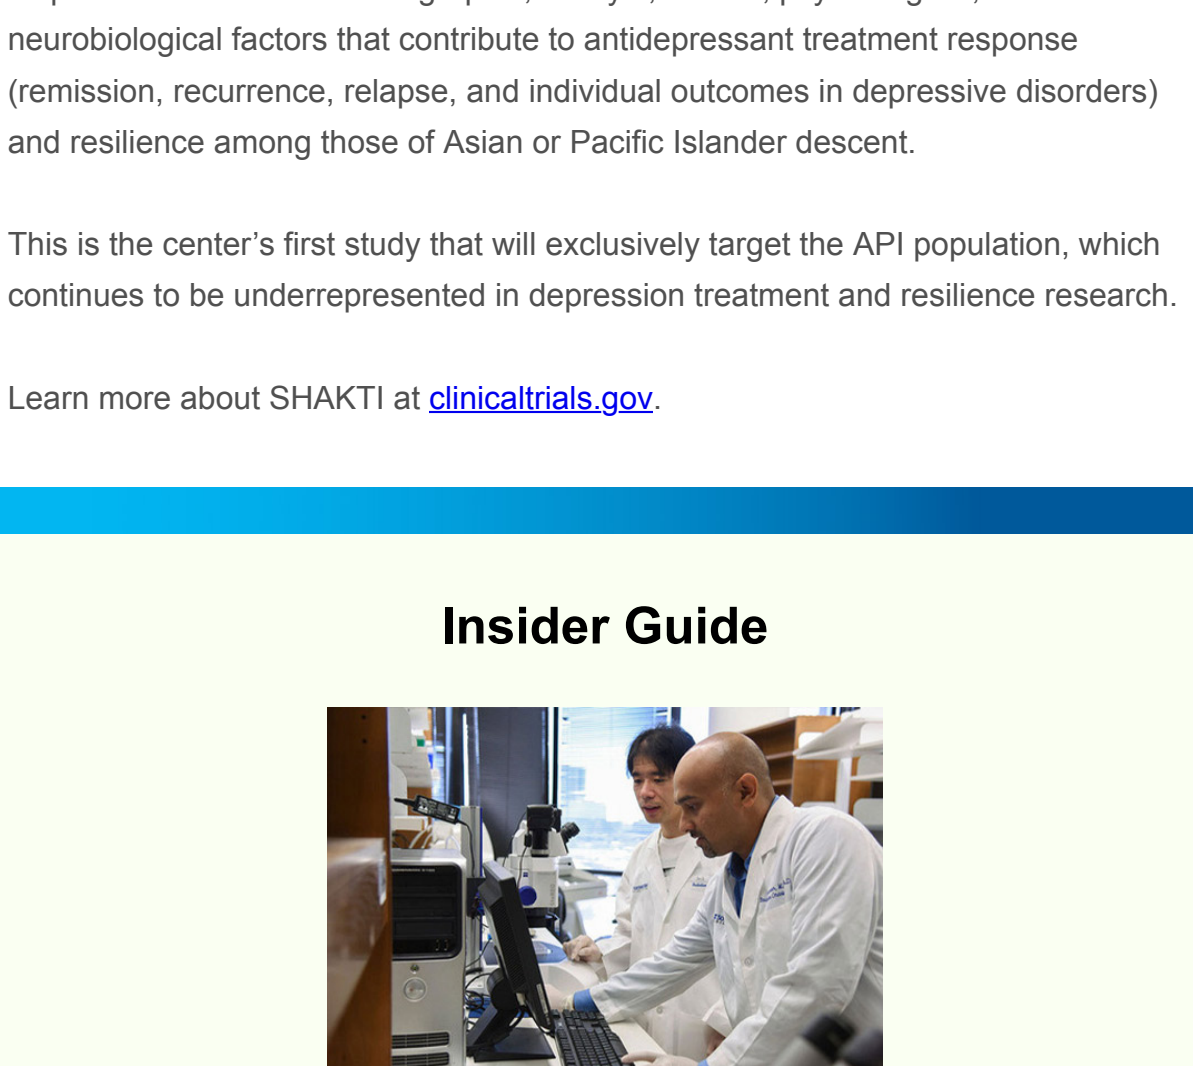 neurobiological factors that contribute to antidepressant treatment response
(remission, recurrence, relapse, and individual outcomes in depressive disorders)
and resilience among those of Asian or Pacific Islander descent.
This is the center’s first study that will exclusively target the API population, which
continues to be underrepresented in depression treatment and resilience research.
Learn more about SHAKTI at clinicaltrials.gov.
Insider Guide